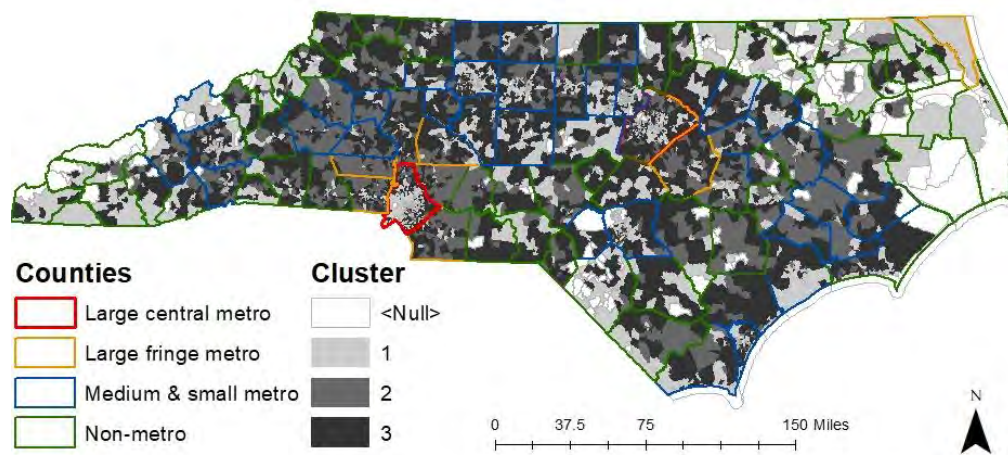 Counties
Large central metro
Large fringe metro
Medium & small metro
Non-metro
Cluster
<Null>
1
2
3
0 37.5 75 150 Miles
N